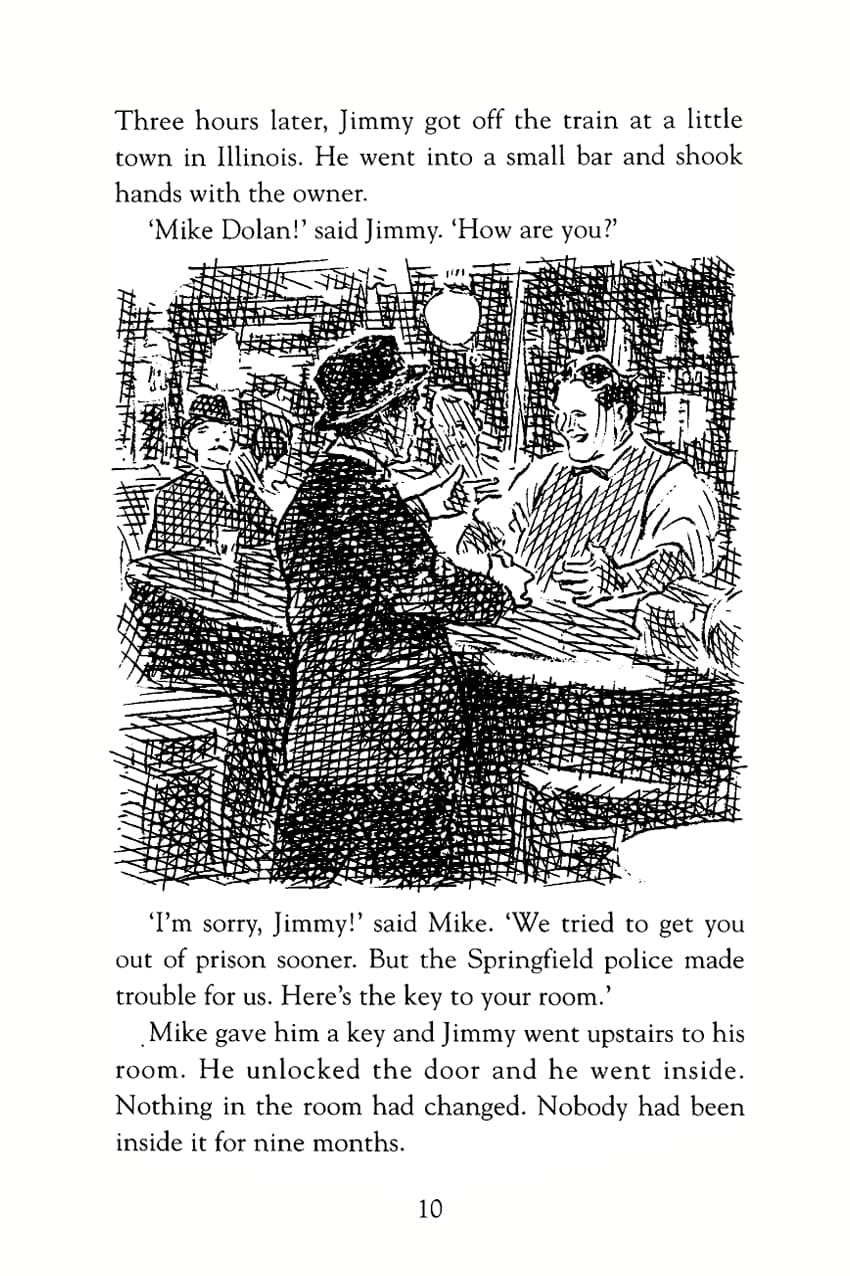 Three hours later, Jimmy got off the train at a little
town in Illinois. He went into a small bar and shook
hands with the owner.
‘Mike Dolan!’ said Jimmy. ‘How are you?’
‘I’m sorry, Jimmy!’ said Mike. ‘We tried to get you
out of prison sooner. But the Springfield police made
trouble for us. Here’s the key to your room.’
Mike gave him a key and Jimmy went upstairs to his
room. He unlocked the door and he went inside.
Nothing in the room had changed. Nobody had been
inside it for nine months.
10